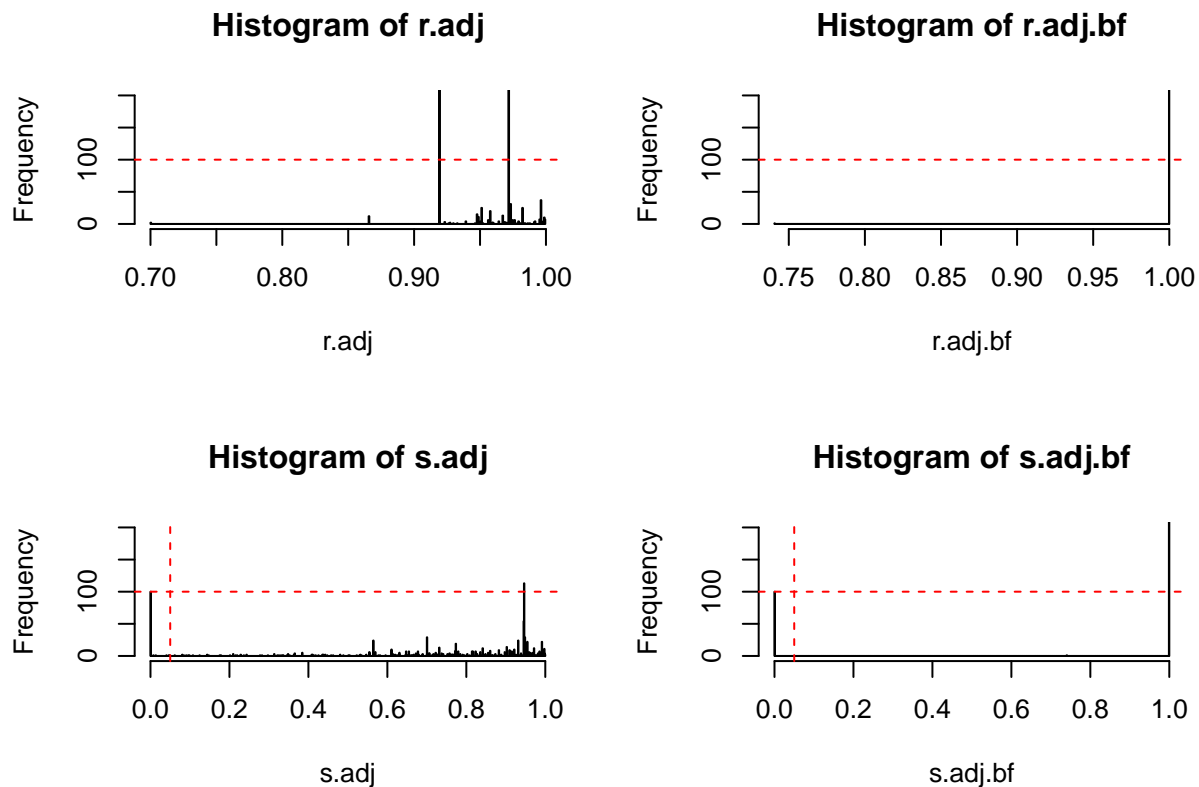 Histogram of r.adj
Frequency
0 100
0.70 0.80 0.90 1.00
r.adj
Histogram of r.adj.bf
Frequency
0 100
0.75 0.80 0.85 0.90 0.95 1.00
r.adj.bf
Histogram of s.adj
Frequency
0 100
0.0 0.2 0.4 0.6 0.8 1.0
s.adj
Histogram of s.adj.bf
Frequency
0 100
0.0 0.2 0.4 0.6 0.8 1.0
s.adj.bf